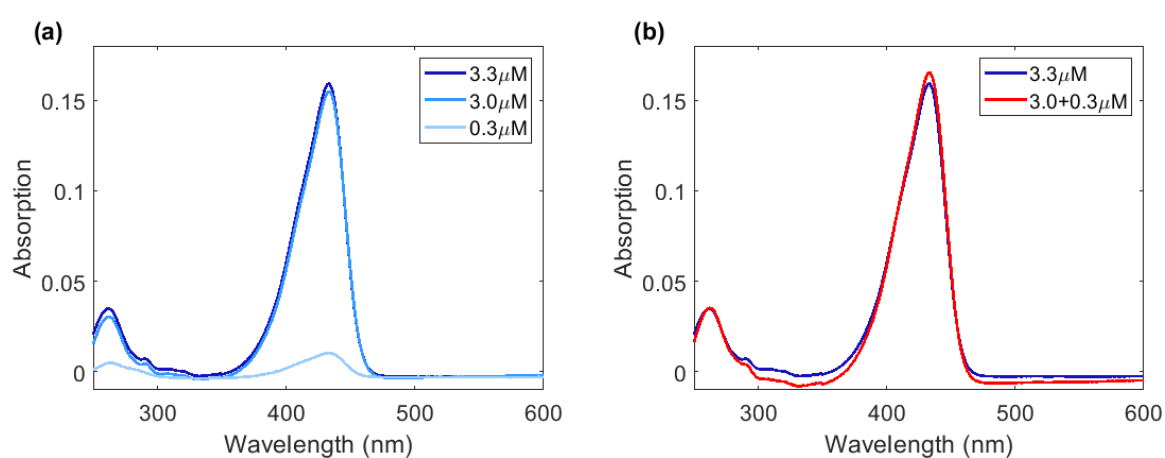 (a)
3.3μM
3.0μM
0.3μM
0.15
0.1
0.05
0
Absorption
300
400
500
600
Wavelength (nm)
(b)
3.3μM
3.0+0.3μM
0.15
0.1
0.05
0
Absorption
300
400
500
600
Wavelength (nm)